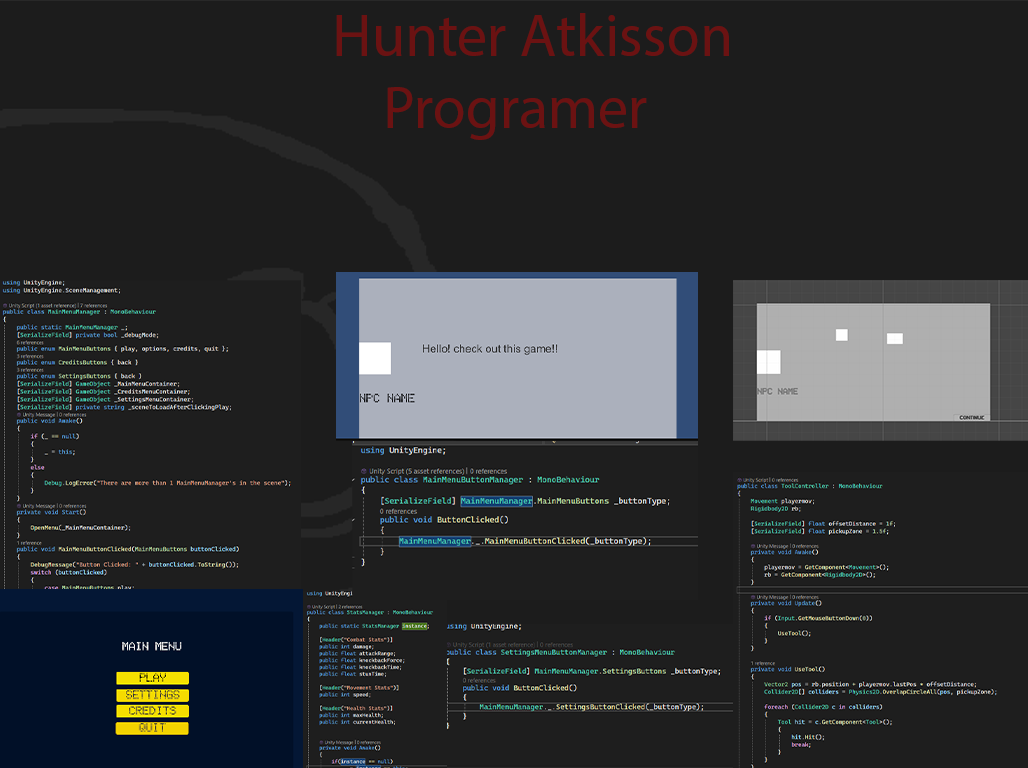 Hunter Atkisson
Programer
using UnityEngine;
using UnityEngine.SceneManagement;
Unity Script (1 asset reference) | 7 references
public class MainMenuManager : MonoBehaviour
{
public static MainMenuManager _;
[SerializeField] private bool _debugMode;
6 references
public enum MainMenuButtons { play, options, credits, quit };
3 references
public enum CreditsButtons { back }
3 references
public enum SettingsButtons { back }
[SerializeField] GameObject _MainMenuContainer;
[SerializeField] GameObject _CreditsMenuContainer;
[SerializeField] GameObject _SettingsMenuContainer;
[SerializeField] private string _sceneToLoadAfterClickingPlay;
Unity Message | 0 references
public void Awake()
{
if (_ == null)
{
_ = this;
}
else
{
Debug.LogError("There are more than 1 MainMenuManager's in the scene");
}
}
Unity Message | 0 references
private void Start()
{
OpenMenu(_MainMenuContainer);
}
1 reference
public void MainMenuButtonClicked(MainMenuButtons buttonClicked)
{
DebugMessage("Button Clicked: " + buttonClicked.ToString());
switch (buttonClicked)
{
case MainMenuButtons.play:
MAIN MENU
PLAY
SETTINGS
CREDITS
QUIT
Hello! check out this game!!
NPC NAME
using UnityEngine;
Unity Script (5 asset references) | 0 references
public class MainMenuButtonManager : MonoBehaviour
{
[SerializeField] MainMenuManager.MainMenuButtons _buttonType;
0 references
public void ButtonClicked()
{
MainMenuManager._.MainMenuButtonClicked(_buttonType);
}
}
using UnityEngi
Unity Script | 2 references
public class StatsManager : MonoBehaviour
{
public static StatsManager instance;
[Header("Combat Stats")]
public int damage;
public float attackRange;
public float knockbackForce;
public float knockbackTime;
public float stunTime;
[Header("Movement Stats")]
public int speed;
[Header("Health Stats")]
public int maxHealth;
public int currentHealth;
Unity Message | 0 references
private void Awake()
{
if(instance == null)
using UnityEngine;
Unity Script (1 asset reference) | 0 references
public class SettingsMenuButtonManager : MonoBehaviour
{
[SerializeField] MainMenuManager.SettingsButtons _buttonType;
0 references
public void ButtonClicked()
{
MainMenuManager._.SettingsButtonClicked(_buttonType);
}
}
NPC NAME
CONTINUE
Unity Script | 0 references
public class ToolController : MonoBehaviour
{
Movement playermov;
Rigidbody2D rb;
[SerializeField] float offsetDistance = 1f;
[SerializeField] float pickupZone = 1.5f;
Unity Message | 0 references
private void Awake()
{
playermov = GetComponent<Movement>();
rb = GetComponent<Rigidbody2D>();
}
Unity Message | 0 references
private void Update()
{
if (Input.GetMouseButtonDown(0))
{
UseTool();
}
}
1 reference
private void UseTool()
{
Vector2 pos = rb.position + playermov.lastPos * offsetDistance;
Collider2D[] colliders = Physics2D.OverlapCircleAll(pos, pickupZone);
foreach (Collider2D c in colliders)
{
Tool hit = c.GetComponent<Tool>();
{
hit.Hit();
break;
}
}